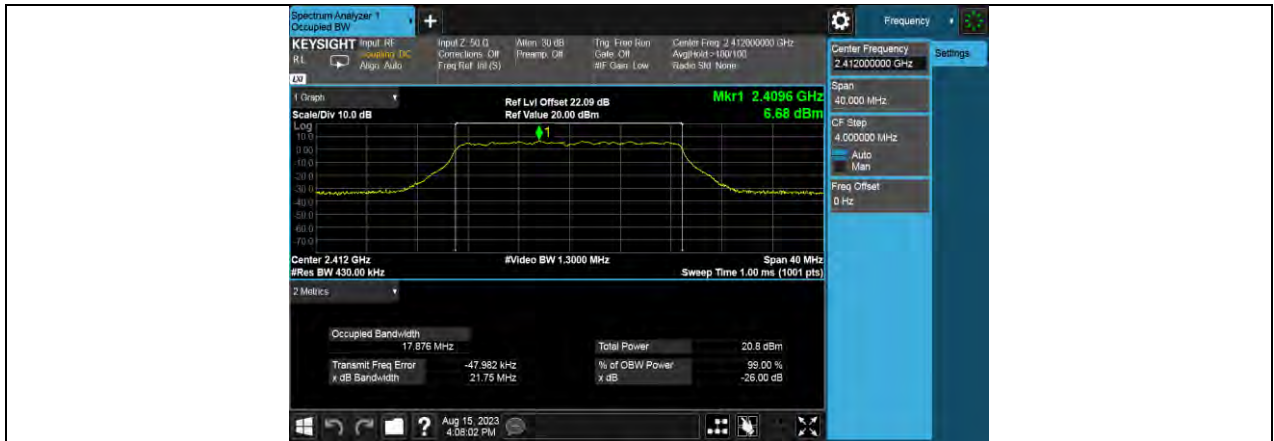 Spectrum Analyzer 1
Occupied BW
+
Frequency
KEYSIGHT Input: RF
R L
Coupling: DC
Align: Auto
LXI
Input Z: 50 Ω
Corrections: Off
Freq Ref: Int (S)
Atten: 30 dB
Preamp: Off
Trig: Free Run
Gate: Off
#IF Gain: Low
Center Freq: 2.412000000 GHz
Avg|Hold:>100/100
Radio Std: None
Center Frequency
2.412000000 GHz
Settings
Span
40.000 MHz
CF Step
4.000000 MHz
Auto
Man
Freq Offset
0 Hz
1 Graph
Scale/Div 10.0 dB
Ref Lvl Offset 22.09 dB
Ref Value 20.00 dBm
Mkr1 2.4096 GHz
6.68 dBm
Log
10.0
0.00
-10.0
-20.0
-30.0
-40.0
-50.0
-60.0
-70.0
1
Center 2.412 GHz
#Res BW 430.00 kHz
#Video BW 1.3000 MHz
Span 40 MHz
Sweep Time 1.00 ms (1001 pts)
2 Metrics
Occupied Bandwidth
17.876 MHz
Total Power 20.8 dBm
Transmit Freq Error -47.982 kHz
% of OBW Power 99.00 %
x dB Bandwidth 21.75 MHz
x dB -26.00 dB
?
Aug 15, 2023
4:08:02 PM